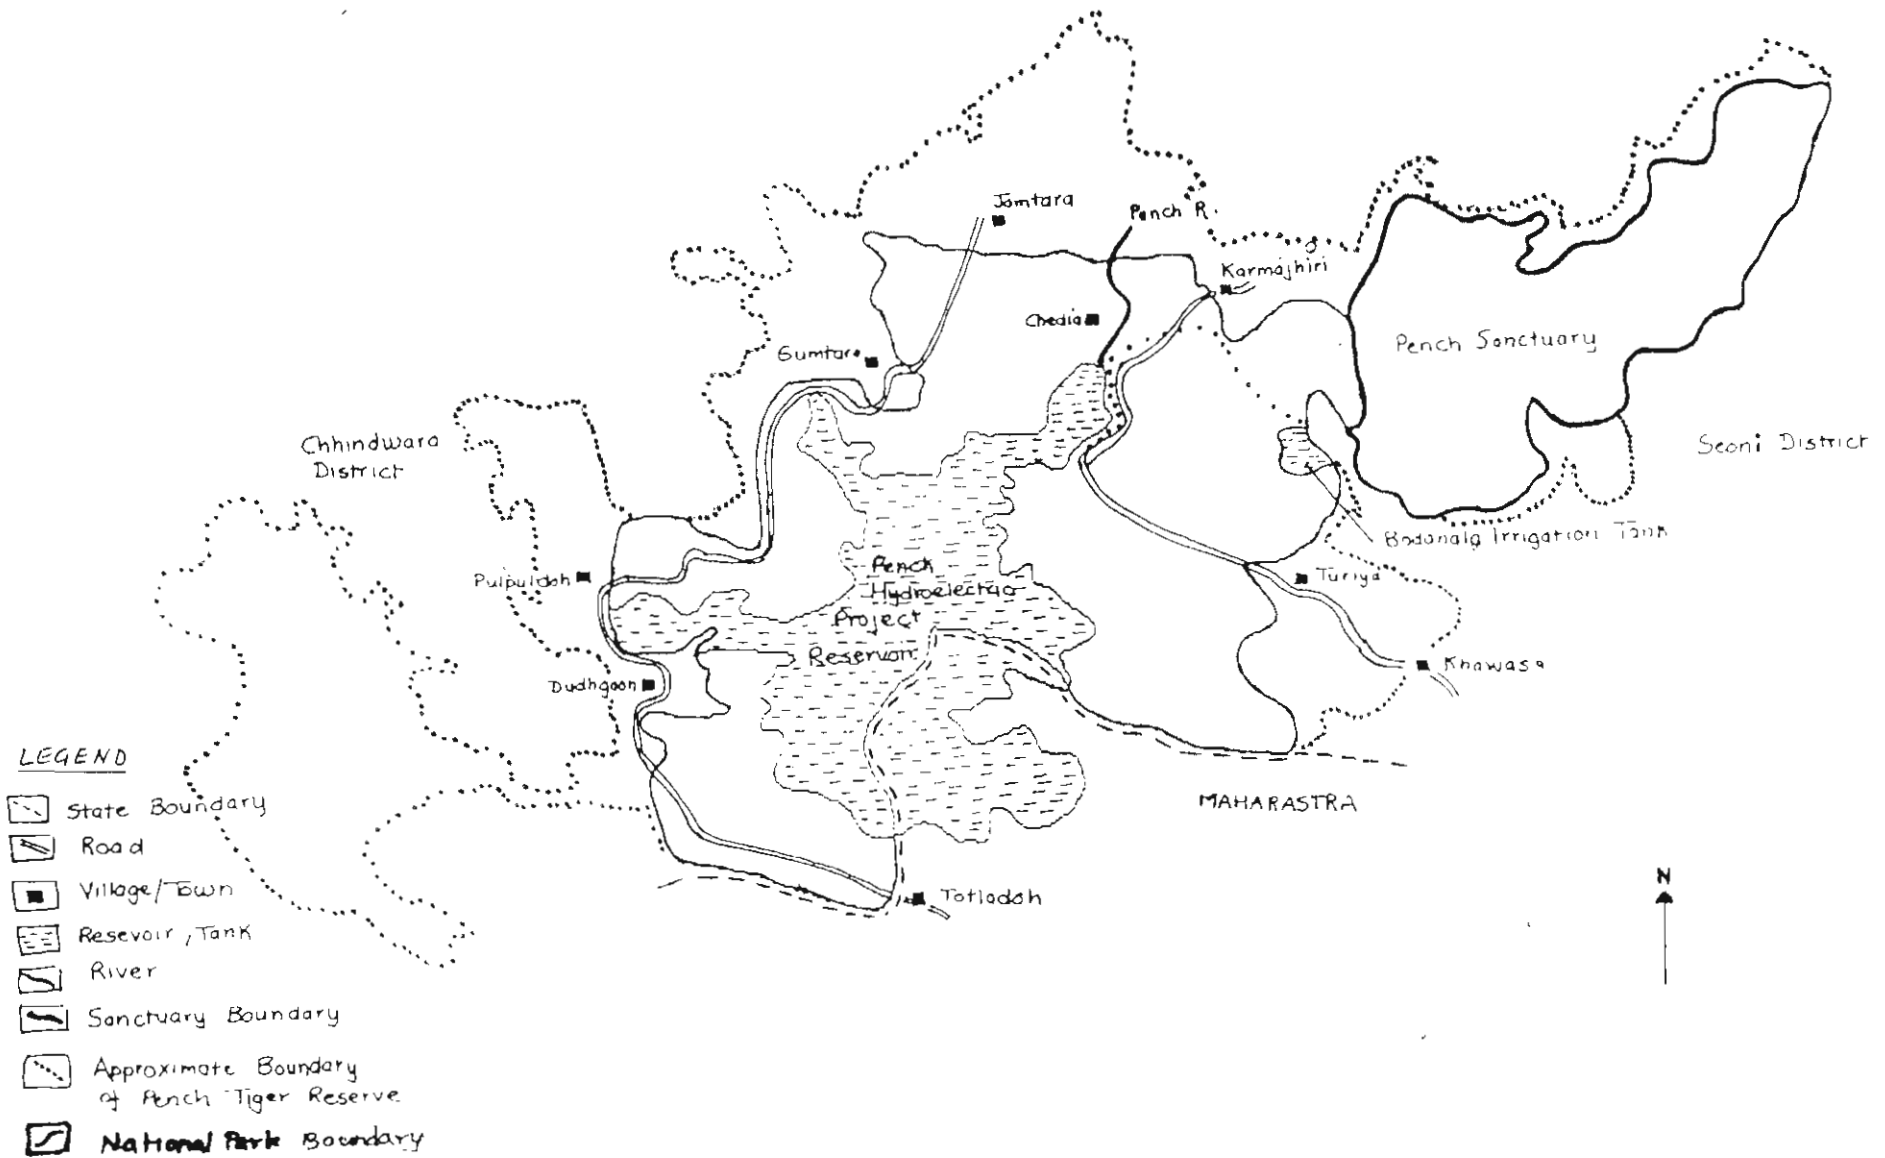 Jamtara
Pench R.
Karmajhiri
Chedia
Pench Sanctuary
Gumtara
Chhindwara
District
Seoni District
Bodanala Irrigation Tank
Pench
Hydroelectric
Project
Reservoir
Pulpuldoh
Turiya
Khawasa
Dudhgaon
MAHARASTRA
Totladoh
N
LEGEND
State Boundary
Road
Village/Town
Resevoir, Tank
River
Sanctuary Boundary
Approximate Boundary
of Pench Tiger Reserve
National Park Boundary